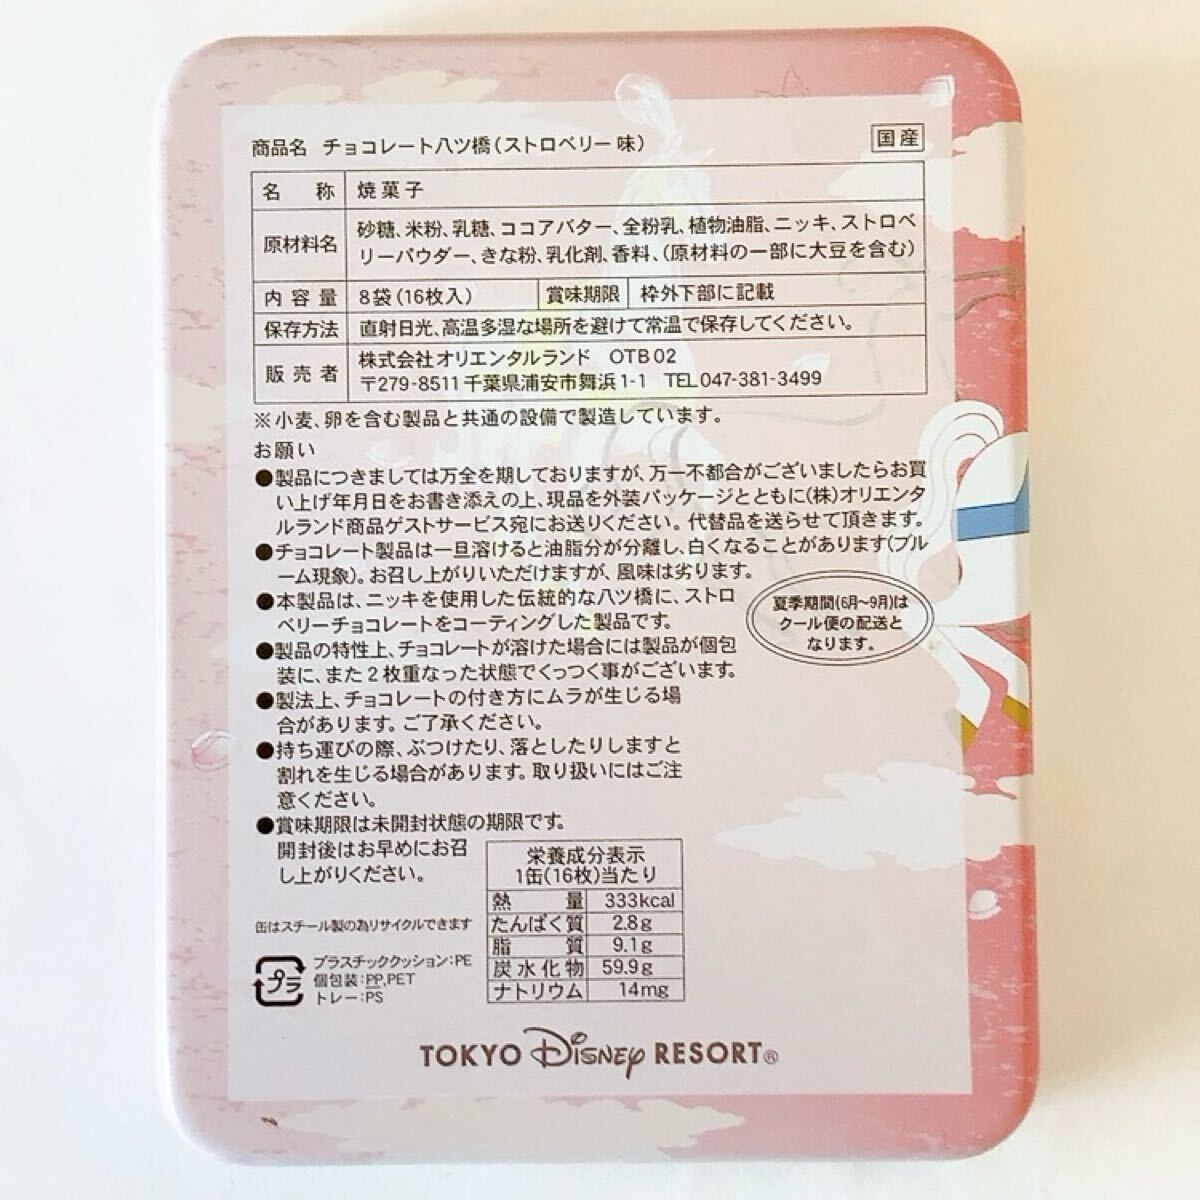 商品名 チョコレート八ツ橋(ストロベリー味)
国産
名称 焼菓子
原材料名 砂糖、米粉、乳糖、ココアバター、全粉乳、植物油脂、ニッキ、ストロベ
リーパウダー、きな粉、乳化剤、香料、(原材料の一部に大豆を含む)
内容量 8袋(16枚入) 賞味期限 枠外下部に記載
保存方法 直射日光、高温多湿な場所を避けて常温で保存してください。
販売者 株式会社オリエンタルランド OTB02
〒279-8511 千葉県浦安市舞浜1-1 TEL047-381-3499
※小麦、卵を含む製品と共通の設備で製造しています。
お願い
●製品につきましては万全を期しておりますが、万一不都合がございましたらお買
い上げ年月日をお書き添えの上、現品を外装パッケージとともに(株)オリエンタ
ルランド商品ゲストサービス宛にお送りください。代替品を送らせて頂きます。
●チョコレート製品は一旦溶けると油脂分が分離し、白くなることがあります(ブル
ーム現象)。お召し上がりいただけますが、風味は劣ります。
●本製品は、ニッキを使用した伝統的な八ツ橋に、ストロ
ベリーチョコレートをコーティングした製品です。
●製品の特性上、チョコレートが溶けた場合には製品が個包
装に、また2枚重なった状態でくっつく事がございます。
●製法上、チョコレートの付き方にムラが生じる場
合があります。ご了承ください。
●持ち運びの際、ぶつけたり、落としたりしますと
割れを生じる場合があります。取り扱いにはご注
意ください。
●賞味期限は未開封状態の期限です。
開封後はお早めにお召
し上がりください。
夏季期間(6月〜9月)は
クール便の配送と
なります。
栄養成分表示
1缶(16枚)当たり
熱量 333kcal
たんぱく質 2.8g
脂質 9.1g
炭水化物 59.9g
ナトリウム 14mg
缶はスチール製の為リサイクルできます
プラ
プラスチッククッション:PE
個包装:PP,PET
トレー:PS
TOKYO DISNEY RESORT®